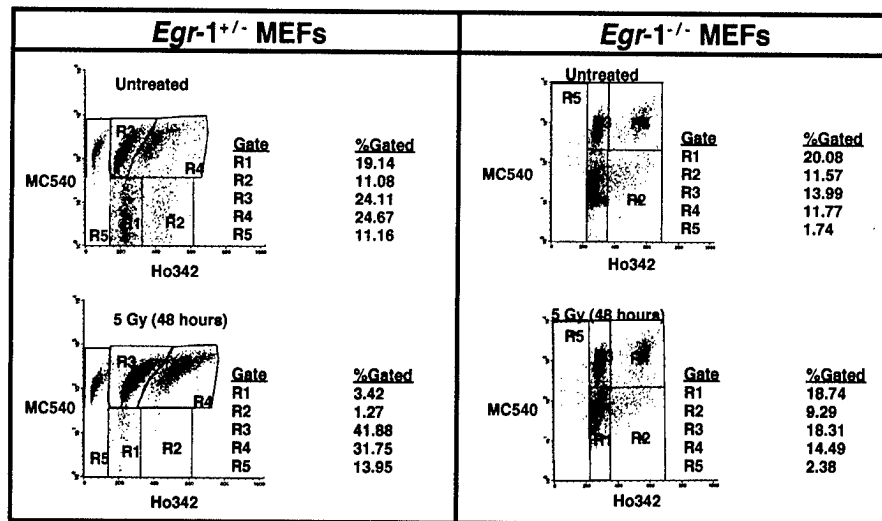 Egr-1+/- MEFs
Untreated
R3
R4
R5
R1
R2
MC540
Ho342
Gate %Gated
R1 19.14
R2 11.08
R3 24.11
R4 24.67
R5 11.16
5 Gy (48 hours)
R3
R4
R5
R1
R2
MC540
Ho342
Gate %Gated
R1 3.42
R2 1.27
R3 41.88
R4 31.75
R5 13.95
Egr-1-/- MEFs
Untreated
R5
R2
MC540
Ho342
Gate %Gated
R1 20.08
R2 11.57
R3 13.99
R4 11.77
R5 1.74
5 Gy (48 hours)
R5
R2
MC540
Ho342
Gate %Gated
R1 18.74
R2 9.29
R3 18.31
R4 14.49
R5 2.38